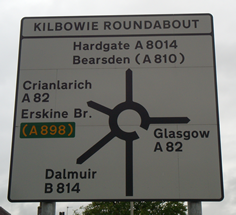 KILBOWIE ROUNDABOUT
Hardgate A 8014
Bearsden (A 810)
Crianlarich
A 82
Erskine Br.
(A 898)
Glasgow
A 82
Dalmuir
B 814